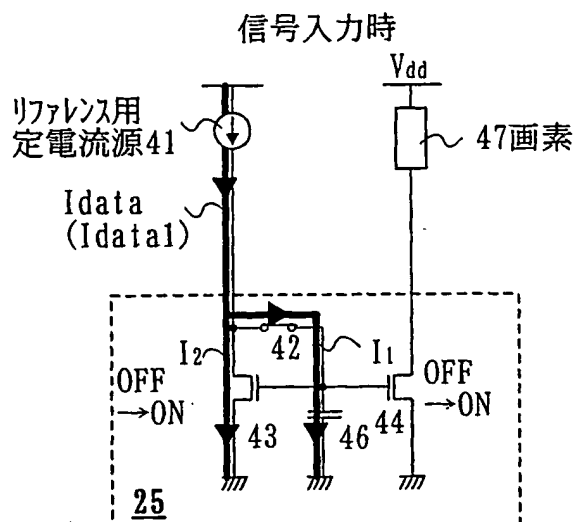 信号入力時
Vdd
リファレンス用
定電流源41
47画素
Idata
(Idata1)
I2
42
I1
OFF
→ON
43
46
44
OFF
→ON
25